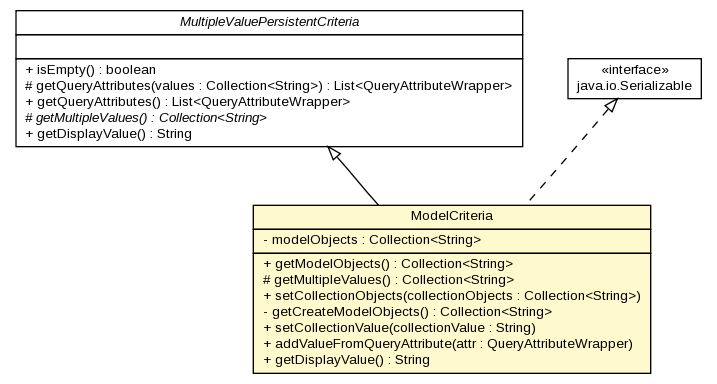 MultipleValuePersistentCriteria
+ isEmpty() : boolean
# getQueryAttributes(values : Collection<String>) : List<QueryAttributeWrapper>
+ getQueryAttributes() : List<QueryAttributeWrapper>
# getMultipleValues() : Collection<String>
+ getDisplayValue() : String
«interface»
java.io.Serializable
ModelCriteria
- modelObjects : Collection<String>
+ getModelObjects() : Collection<String>
# getMultipleValues() : Collection<String>
+ setCollectionObjects(collectionObjects : Collection<String>)
- getCreateModelObjects() : Collection<String>
+ setCollectionValue(collectionValue : String)
+ addValueFromQueryAttribute(attr : QueryAttributeWrapper)
+ getDisplayValue() : String